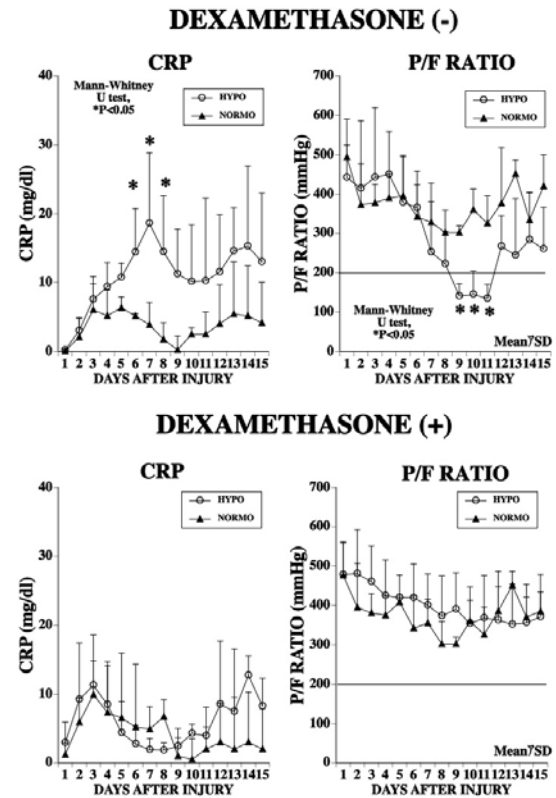 DEXAMETHASONE (-)
CRP
Mann-Whitney
U test,
*P<0.05
HYPO
NORMO
*
*
*
40
30
20
10
0
CRP (mg/dl)
1 2 3 4 5 6 7 8 9 10 11 12 13 14 15
DAYS AFTER INJURY
P/F RATIO
HYPO
NORMO
700
600
500
400
300
200
100
0
P/F RATIO (mmHg)
* * *
Mann-Whitney
U test,
*P<0.05
Mean7SD
1 2 3 4 5 6 7 8 9 10 11 12 13 14 15
DAYS AFTER INJURY
DEXAMETHASONE (+)
CRP
HYPO
NORMO
40
30
20
10
0
CRP (mg/dl)
1 2 3 4 5 6 7 8 9 10 11 12 13 14 15
DAYS AFTER INJURY
P/F RATIO
HYPO
NORMO
700
600
500
400
300
200
100
0
P/F RATIO (mmHg)
Mean7SD
1 2 3 4 5 6 7 8 9 10 11 12 13 14 15
DAYS AFTER INJURY